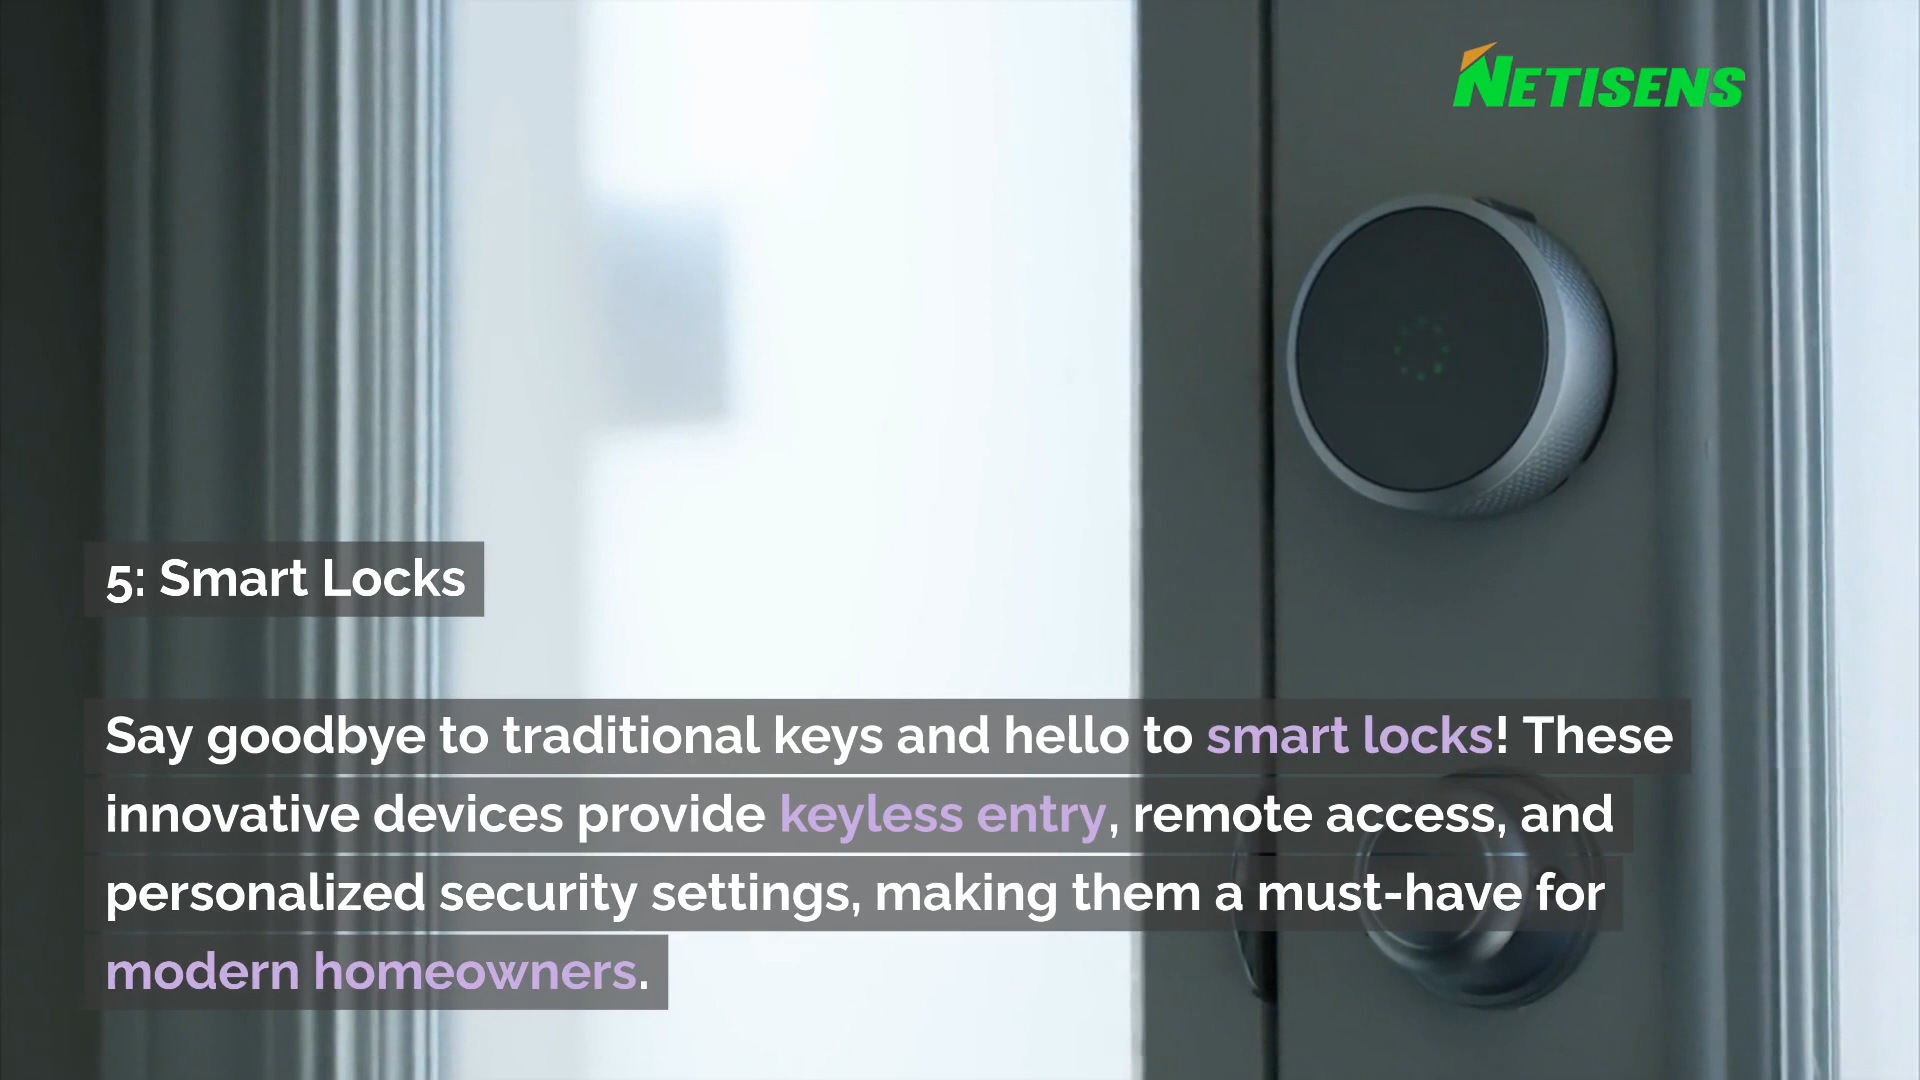 NETISENS
5: Smart Locks
Say goodbye to traditional keys and hello to smart locks! These
innovative devices provide keyless entry, remote access, and
personalized security settings, making them a must-have for
modern homeowners.